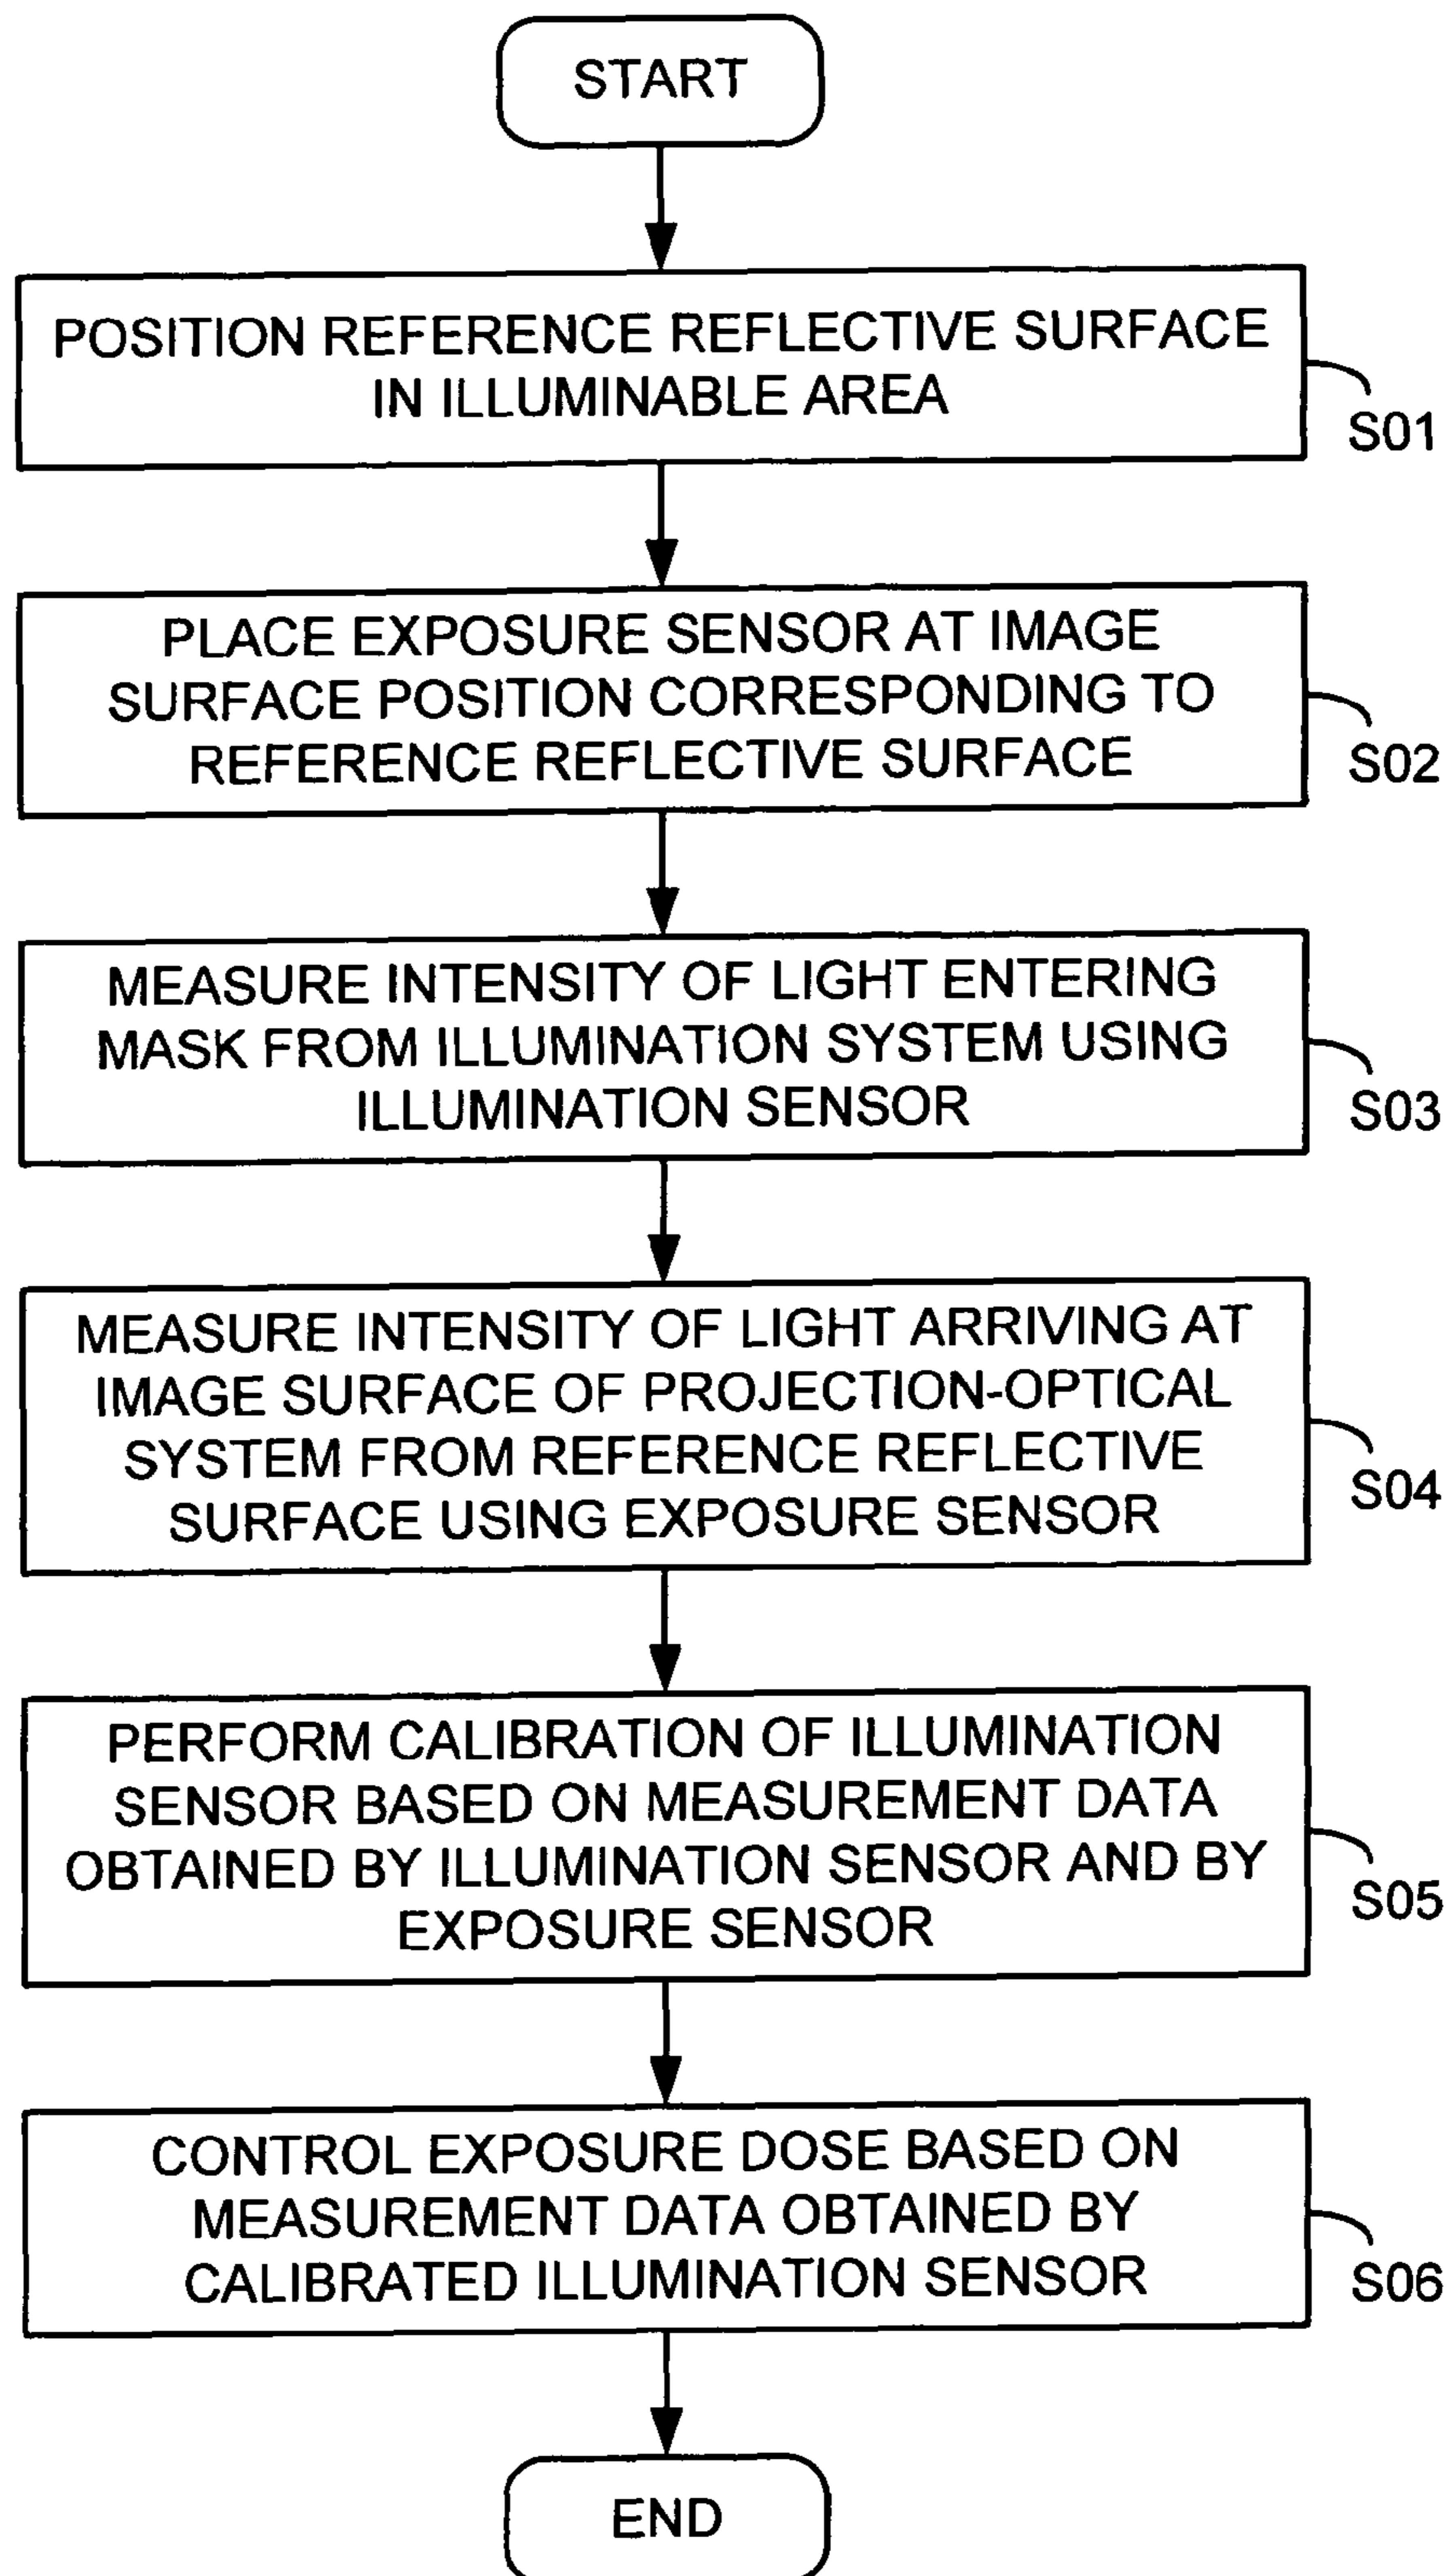 START
POSITION REFERENCE REFLECTIVE SURFACE
IN ILLUMINABLE AREA
S01
PLACE EXPOSURE SENSOR AT IMAGE
SURFACE POSITION CORRESPONDING TO
REFERENCE REFLECTIVE SURFACE
S02
MEASURE INTENSITY OF LIGHT ENTERING
MASK FROM ILLUMINATION SYSTEM USING
ILLUMINATION SENSOR
S03
MEASURE INTENSITY OF LIGHT ARRIVING AT
IMAGE SURFACE OF PROJECTION-OPTICAL
SYSTEM FROM REFERENCE REFLECTIVE
SURFACE USING EXPOSURE SENSOR
S04
PERFORM CALIBRATION OF ILLUMINATION
SENSOR BASED ON MEASUREMENT DATA
OBTAINED BY ILLUMINATION SENSOR AND BY
EXPOSURE SENSOR
S05
CONTROL EXPOSURE DOSE BASED ON
MEASUREMENT DATA OBTAINED BY
CALIBRATED ILLUMINATION SENSOR
S06
END